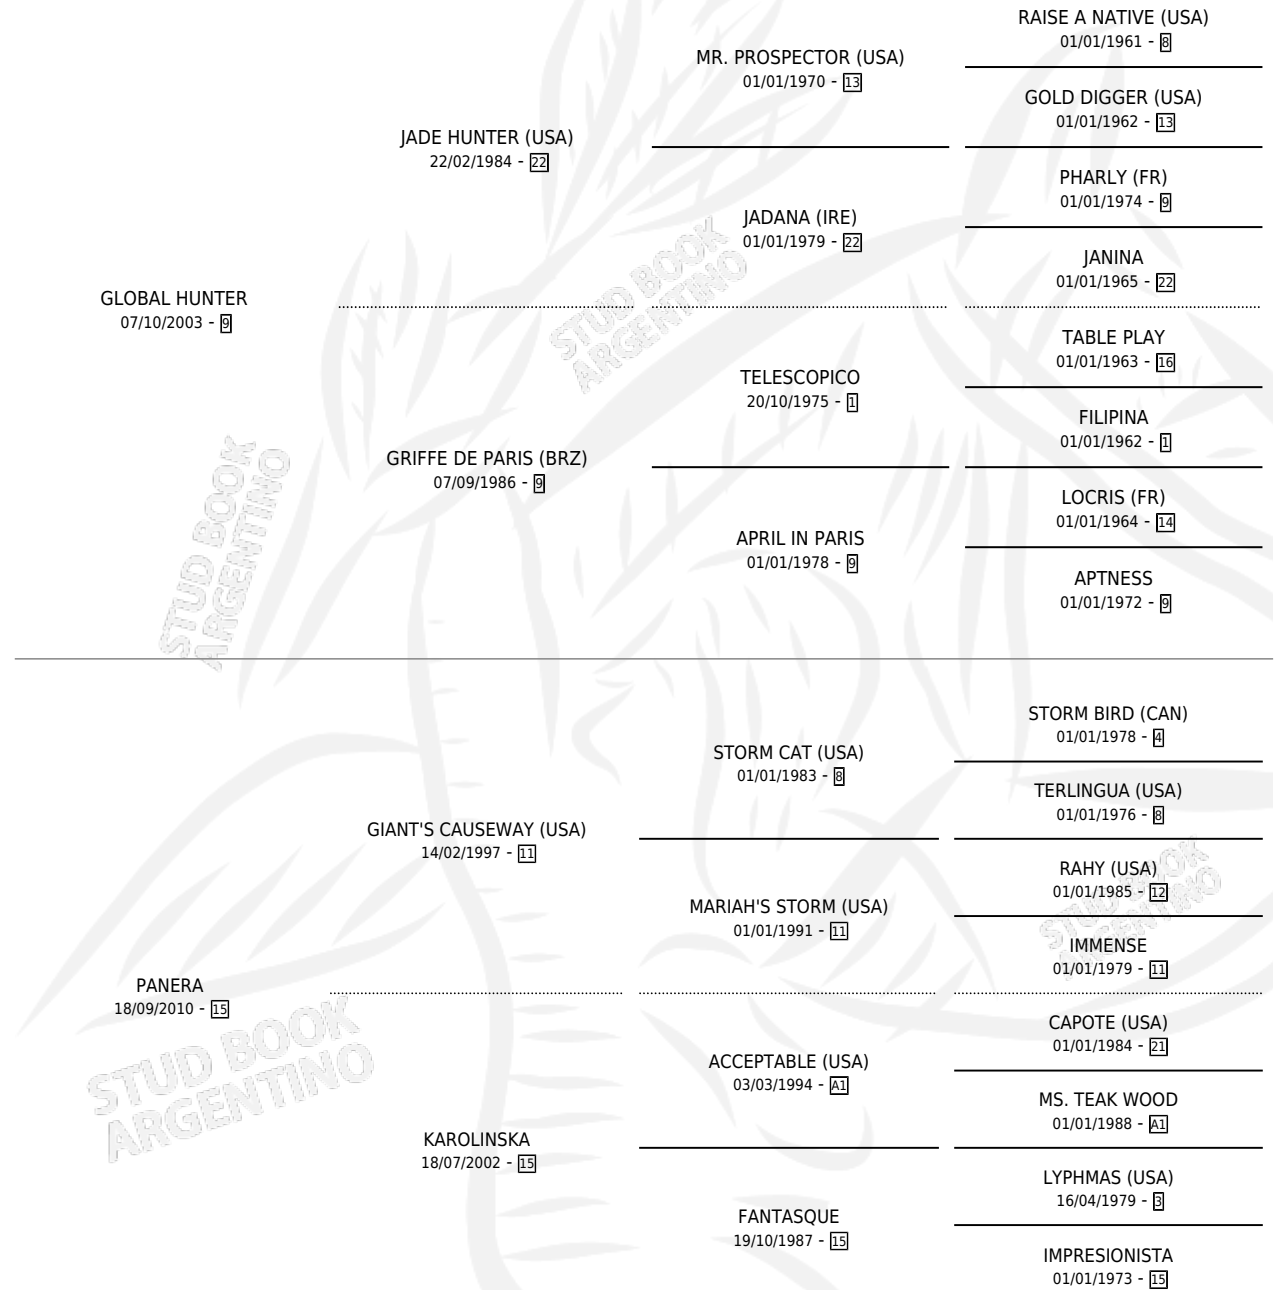 RAISE A NATIVE (USA)
01/01/1961 - 8
MR. PROSPECTOR (USA)
01/01/1970 - 13
GOLD DIGGER (USA)
01/01/1962 - 13
JADE HUNTER (USA)
22/02/1984 - 22
PHARLY (FR)
01/01/1974 - 9
JADANA (IRE)
01/01/1979 - 22
JANINA
01/01/1965 - 22
GLOBAL HUNTER
07/10/2003 - 9
TABLE PLAY
01/01/1963 - 16
TELESCOPICO
20/10/1975 - 1
FILIPINA
01/01/1962 - 1
GRIFFE DE PARIS (BRZ)
07/09/1986 - 9
LOCRIS (FR)
01/01/1964 - 14
APRIL IN PARIS
01/01/1978 - 9
APTNESS
01/01/1972 - 9
STORM BIRD (CAN)
01/01/1978 - 4
STORM CAT (USA)
01/01/1983 - 8
TERLINGUA (USA)
01/01/1976 - 8
GIANT'S CAUSEWAY (USA)
14/02/1997 - 11
RAHY (USA)
01/01/1985 - 12
MARIAH'S STORM (USA)
01/01/1991 - 11
IMMENSE
01/01/1979 - 11
PANERA
18/09/2010 - 15
CAPOTE (USA)
01/01/1984 - 21
ACCEPTABLE (USA)
03/03/1994 - A1
MS. TEAK WOOD
01/01/1988 - A1
KAROLINSKA
18/07/2002 - 15
LYPHMAS (USA)
16/04/1979 - 3
FANTASQUE
19/10/1987 - 15
IMPRESIONISTA
01/01/1973 - 15
STUD BOOK
ARGENTINO
STUD BOOK
ARGENTINO
STUD BOOK
ARGENTINO
STUD BOOK
ARGENTINO